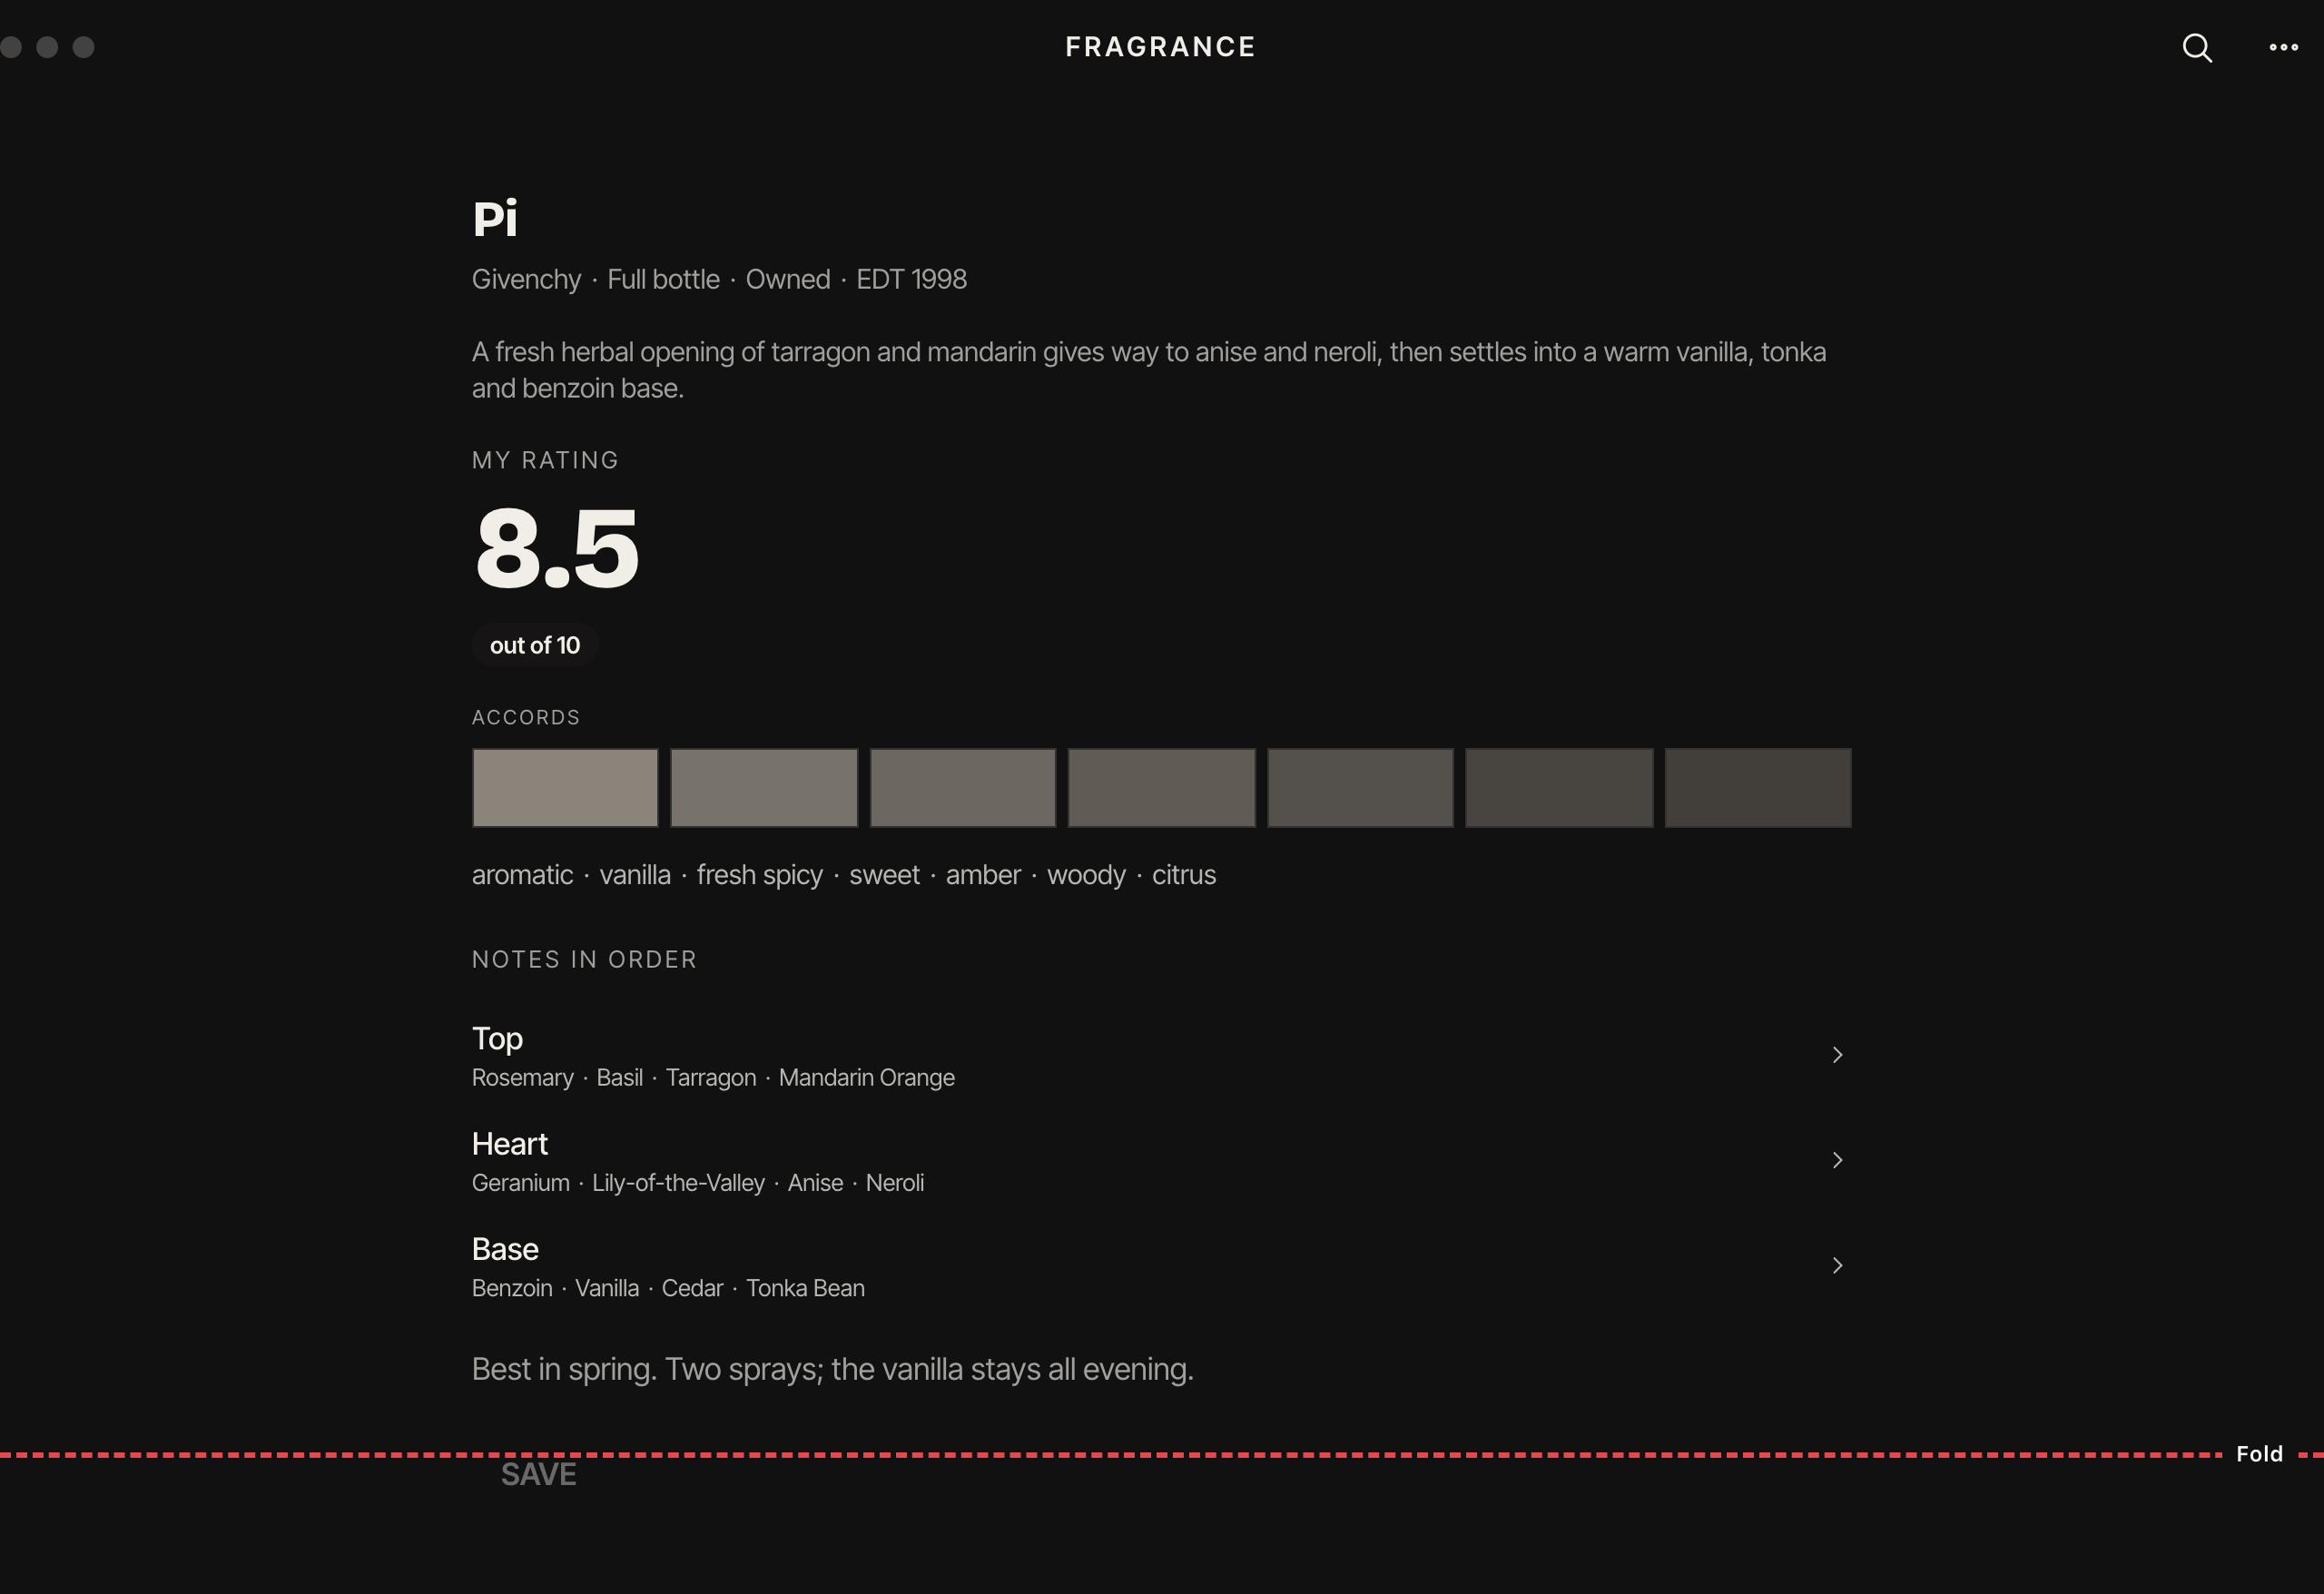 FRAGRANCE
Pi
Givenchy · Full bottle · Owned · EDT 1998
A fresh herbal opening of tarragon and mandarin gives way to anise and neroli, then settles into a warm vanilla, tonka
and benzoin base.
MY RATING
8.5
out of 10
ACCORDS
aromatic · vanilla · fresh spicy · sweet · amber · woody · citrus
NOTES IN ORDER
Top
Rosemary · Basil · Tarragon · Mandarin Orange
Heart
Geranium · Lily-of-the-Valley · Anise · Neroli
Base
Benzoin · Vanilla · Cedar · Tonka Bean
Best in spring. Two sprays; the vanilla stays all evening.
Fold
SAVE